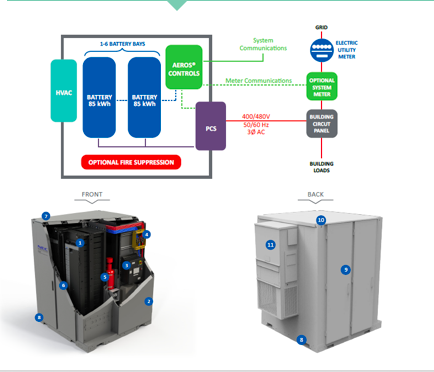 1-6 BATTERY BAYS
System
Communications
GRID
ELECTRIC
UTILITY
METER
AEROS®
CONTROLS
HVAC
BATTERY
85 kWh
BATTERY
85 kWh
Meter Communications
OPTIONAL
SYSTEM
METER
PCS
400/480V
50/60 Hz
3Ø AC
BUILDING
CIRCUT
PANEL
OPTIONAL FIRE SUPPRESSION
BUILDING
LOADS
FRONT
BACK
7
1
4
3
5
6
2
8
10
11
9
8